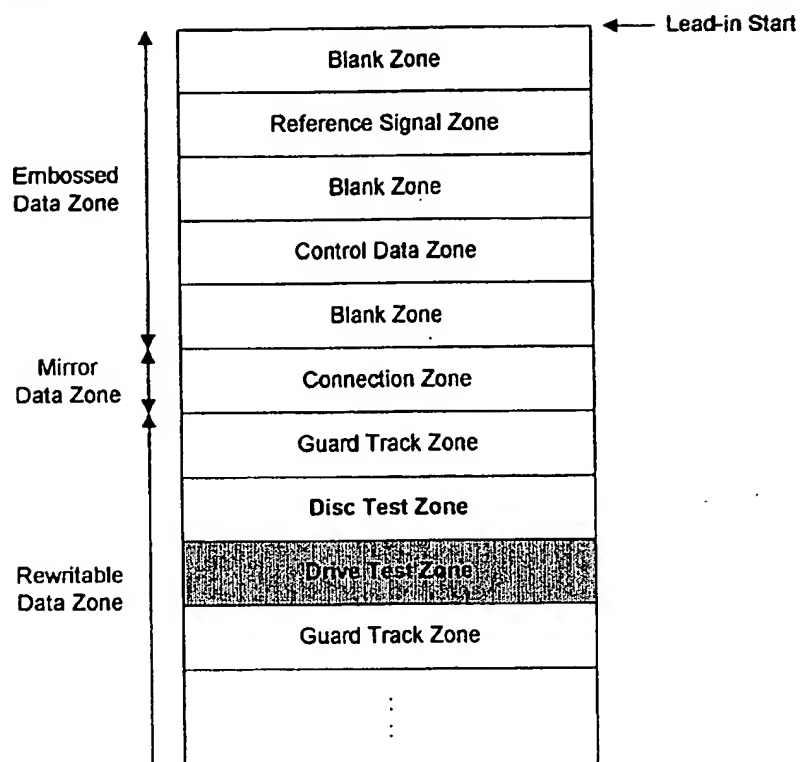 Lead-in Start
Blank Zone
Reference Signal Zone
Embossed
Data Zone
Blank Zone
Control Data Zone
Blank Zone
Mirror
Data Zone
Connection Zone
Guard Track Zone
Disc Test Zone
Rewritable
Data Zone
Drive Test Zone
Guard Track Zone